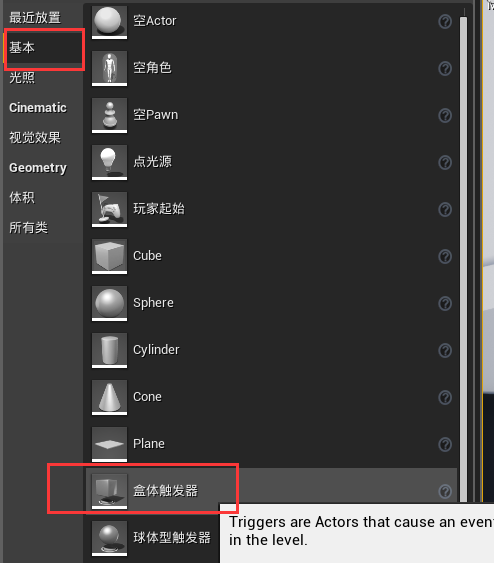 最近放置
基本
光照
Cinematic
视觉效果
Geometry
体积
所有类
空Actor
空角色
空Pawn
点光源
玩家起始
Cube
Sphere
Cylinder
Cone
Plane
盒体触发器
球体型触发器
Triggers are Actors that cause an even
in the level.